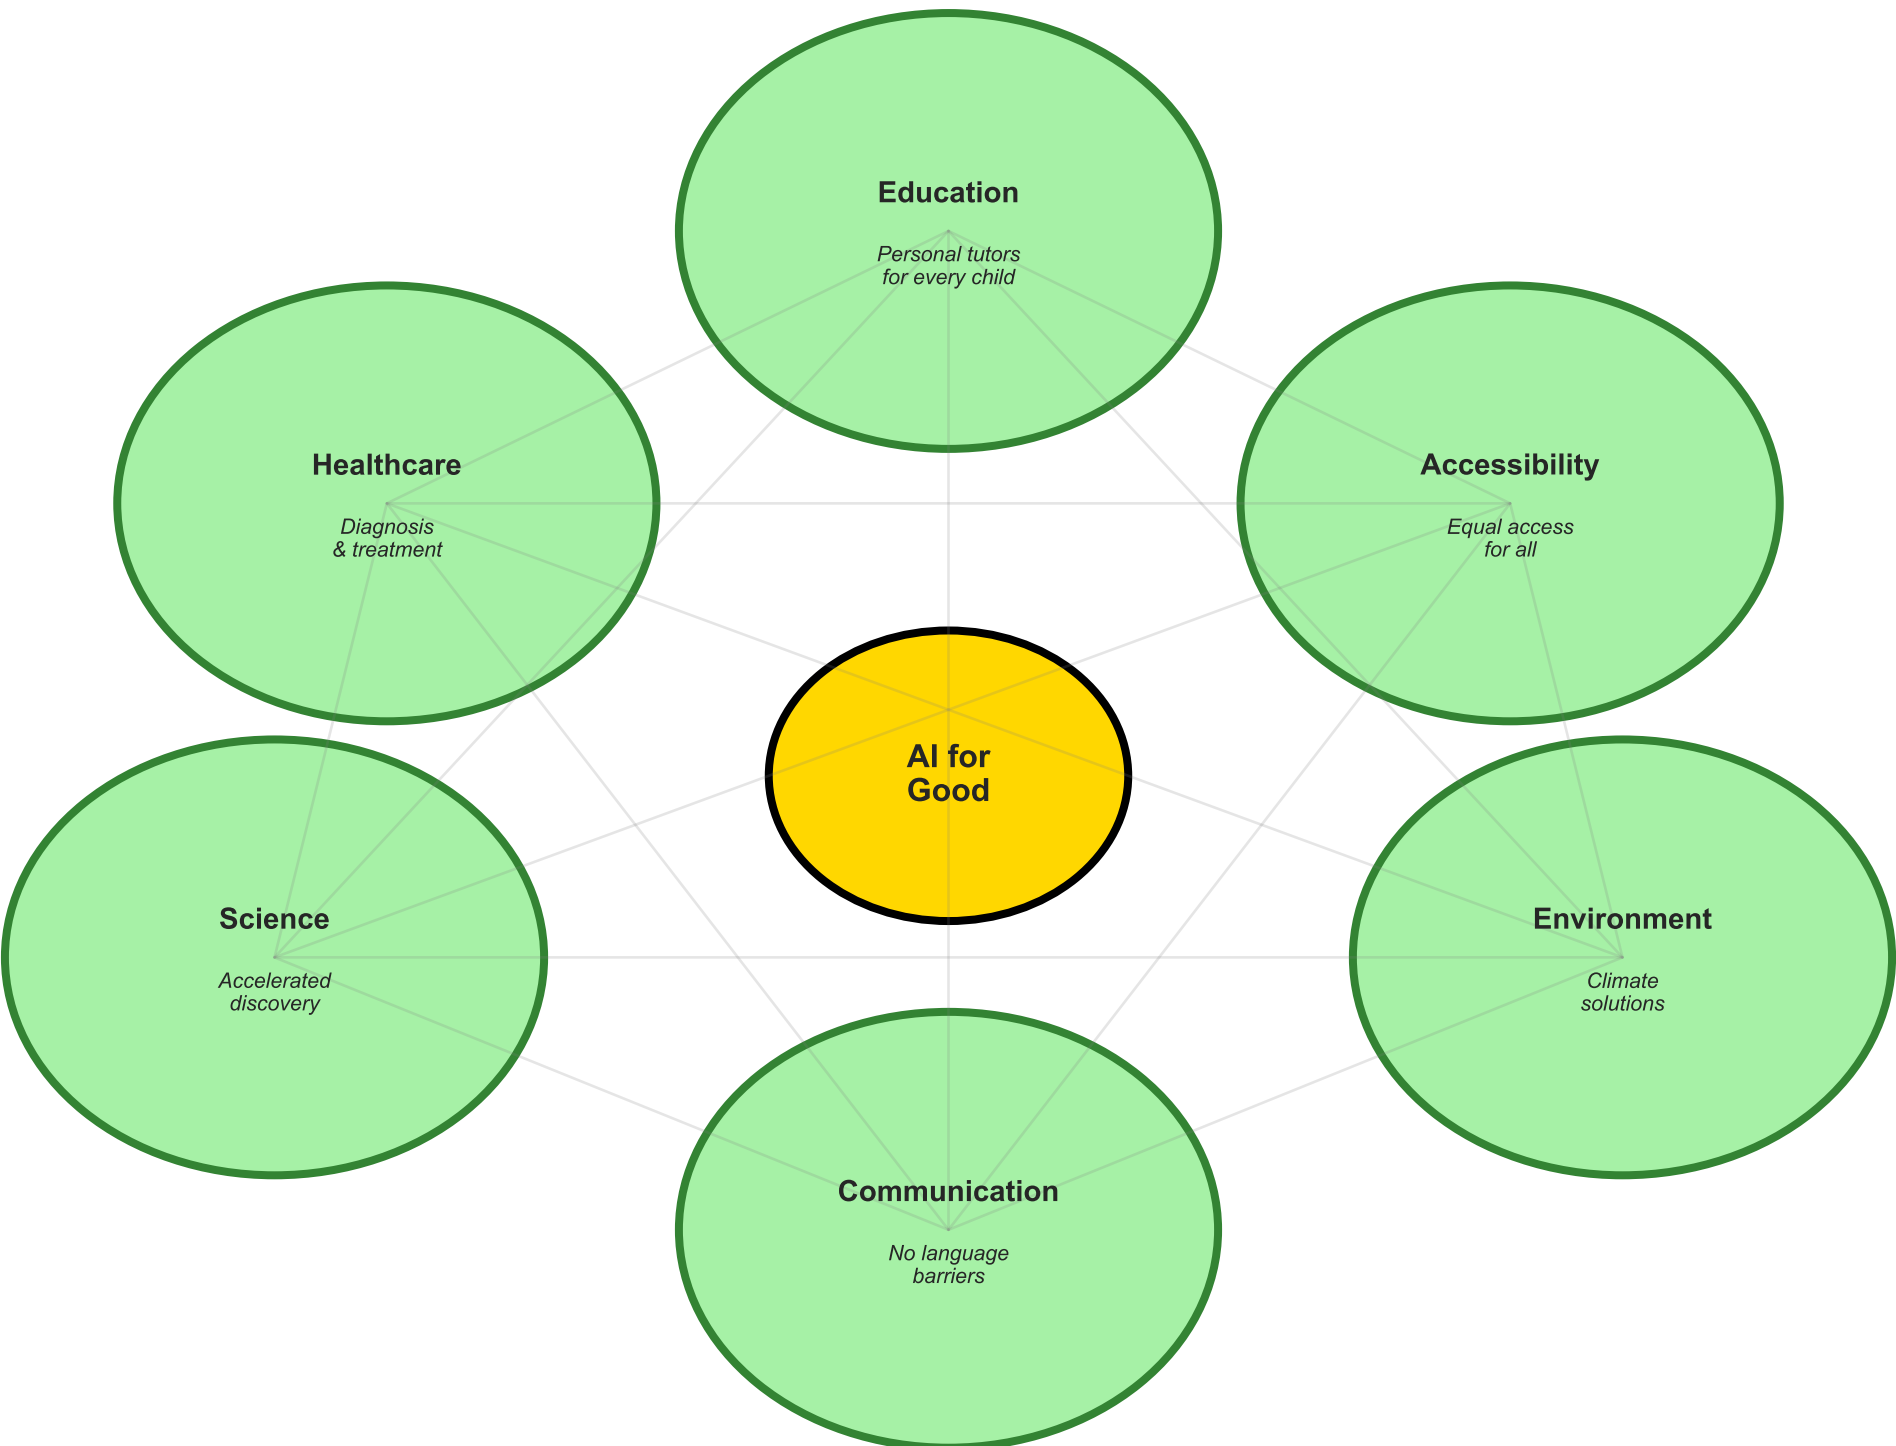 Education
Personal tutors
for every child
Healthcare
Diagnosis
& treatment
Accessibility
Equal access
for all
AI for
Good
Science
Accelerated
discovery
Environment
Climate
solutions
Communication
No language
barriers